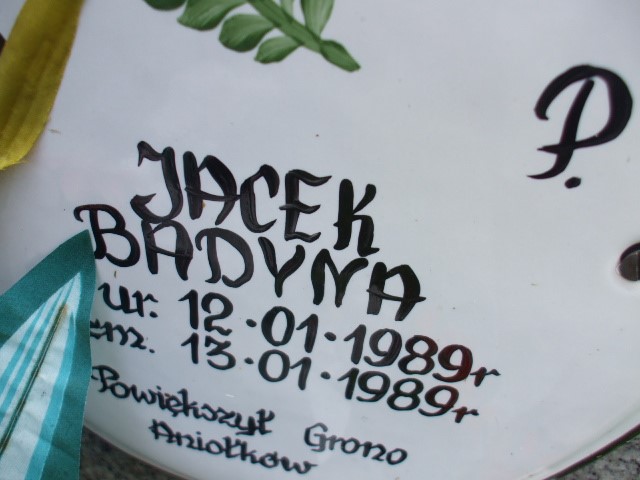 P.
JACEK
BADYNA
ur. 12.01.1989r
zm. 13.01.1989r
Powiększył Grono
Aniołków